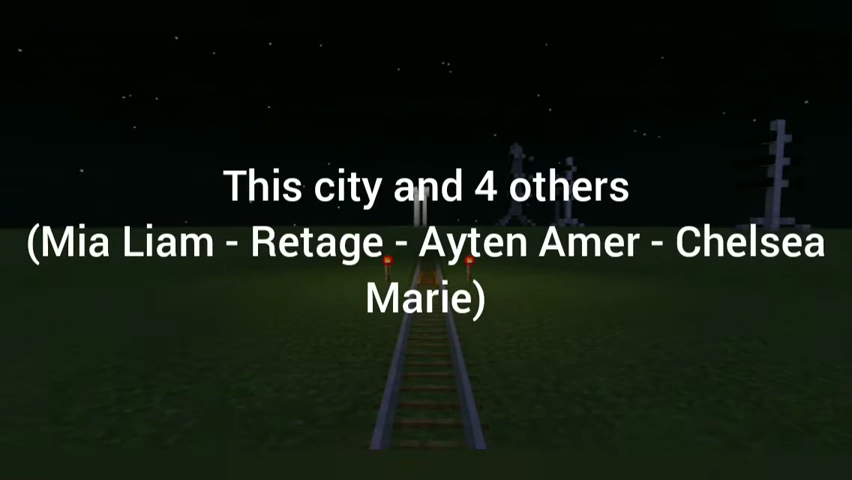 This city and 4 others
(Mia Liam - Retage - Ayten Amer - Chelsea
Marie)